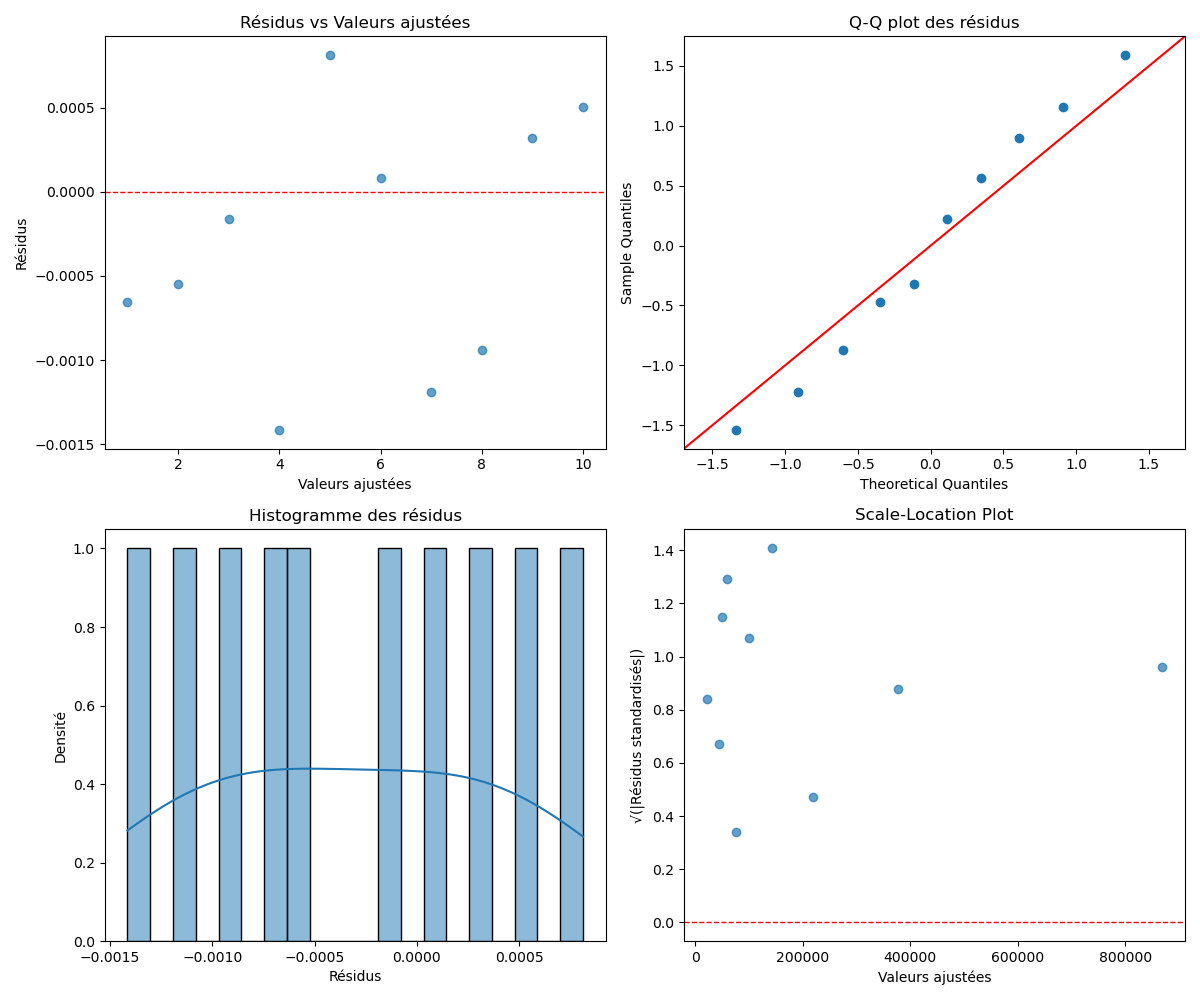 Résidus vs Valeurs ajustées
0.0005
0.0000
−0.0005
−0.0010
−0.0015
Résidus
2 4 6 8 10
Valeurs ajustées
Q-Q plot des résidus
1.5
1.0
0.5
0.0
−0.5
−1.0
−1.5
Sample Quantiles
−1.5 −1.0 −0.5 0.0 0.5 1.0 1.5
Theoretical Quantiles
Histogramme des résidus
1.0
0.8
0.6
0.4
0.2
0.0
Densité
−0.0015 −0.0010 −0.0005 0.0000 0.0005
Résidus
Scale-Location Plot
1.4
1.2
1.0
0.8
0.6
0.4
0.2
0.0
√(|Résidus standardisés|)
0 200000 400000 600000 800000
Valeurs ajustées